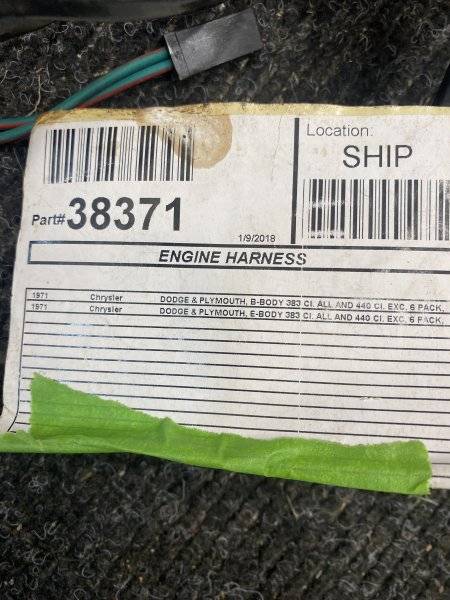 Location:
SHIP
Part# 38371
1/9/2018
ENGINE HARNESS
1971 Chrysler DODGE & PLYMOUTH, B-BODY 383 CI. ALL AND 440 CI. EXC. 6 PACK,
1971 Chrysler DODGE & PLYMOUTH, E-BODY 383 CI. ALL AND 440 CI. EXC. 6 PACK,